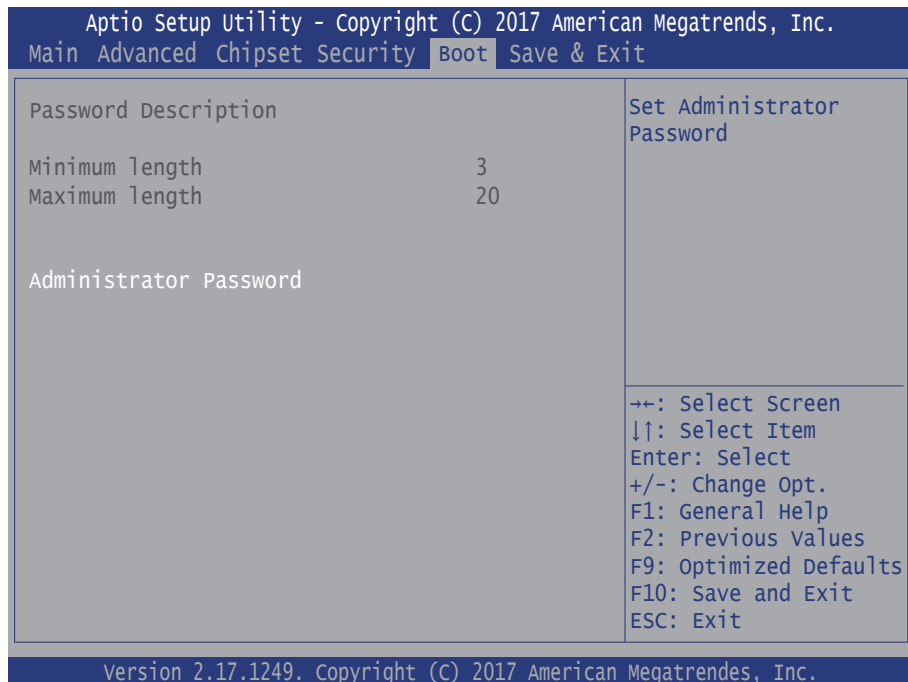 Aptio Setup Utility - Copyright (C) 2017 American Megatrends, Inc.
Main Advanced Chipset Security Boot Save & Exit
Password Description
Minimum length 3
Maximum length 20
Administrator Password
Set Administrator
Password
→←: Select Screen
↓↑: Select Item
Enter: Select
+/-: Change Opt.
F1: General Help
F2: Previous Values
F9: Optimized Defaults
F10: Save and Exit
ESC: Exit
Version 2.17.1249. Copyright (C) 2017 American Megatrendes, Inc.